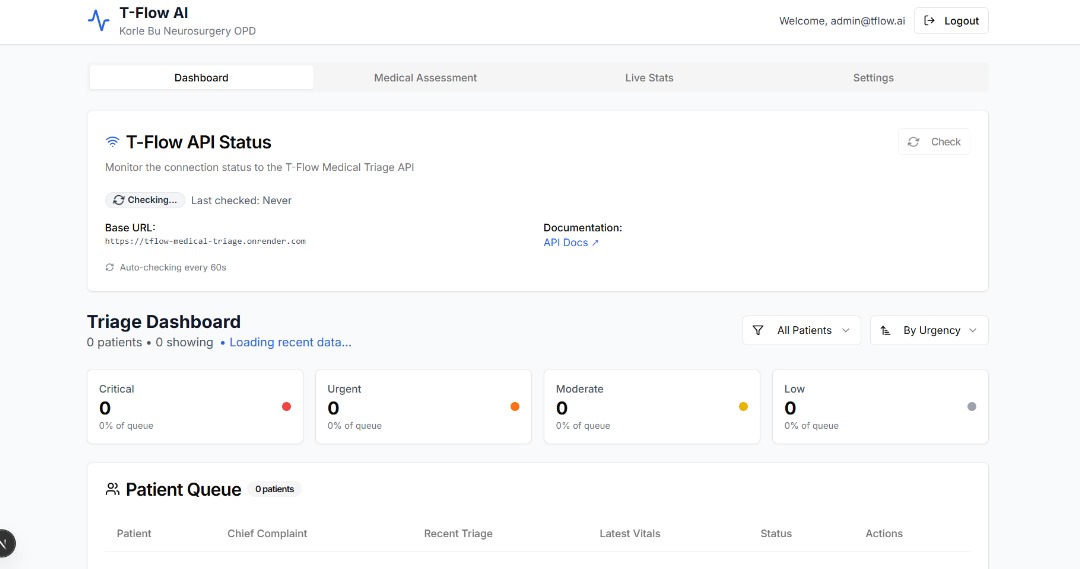 T-Flow AI
Korle Bu Neurosurgery OPD
Welcome, admin@tflow.ai
Logout
Dashboard
Medical Assessment
Live Stats
Settings
T-Flow API Status
Check
Monitor the connection status to the T-Flow Medical Triage API
Checking...
Last checked: Never
Base URL:
https://tflow-medical-triage.onrender.com
Documentation:
API Docs ↗
Auto-checking every 60s
Triage Dashboard
0 patients • 0 showing • Loading recent data...
All Patients
By Urgency
Critical
0
0% of queue
Urgent
0
0% of queue
Moderate
0
0% of queue
Low
0
0% of queue
Patient Queue
0 patients
Patient
Chief Complaint
Recent Triage
Latest Vitals
Status
Actions